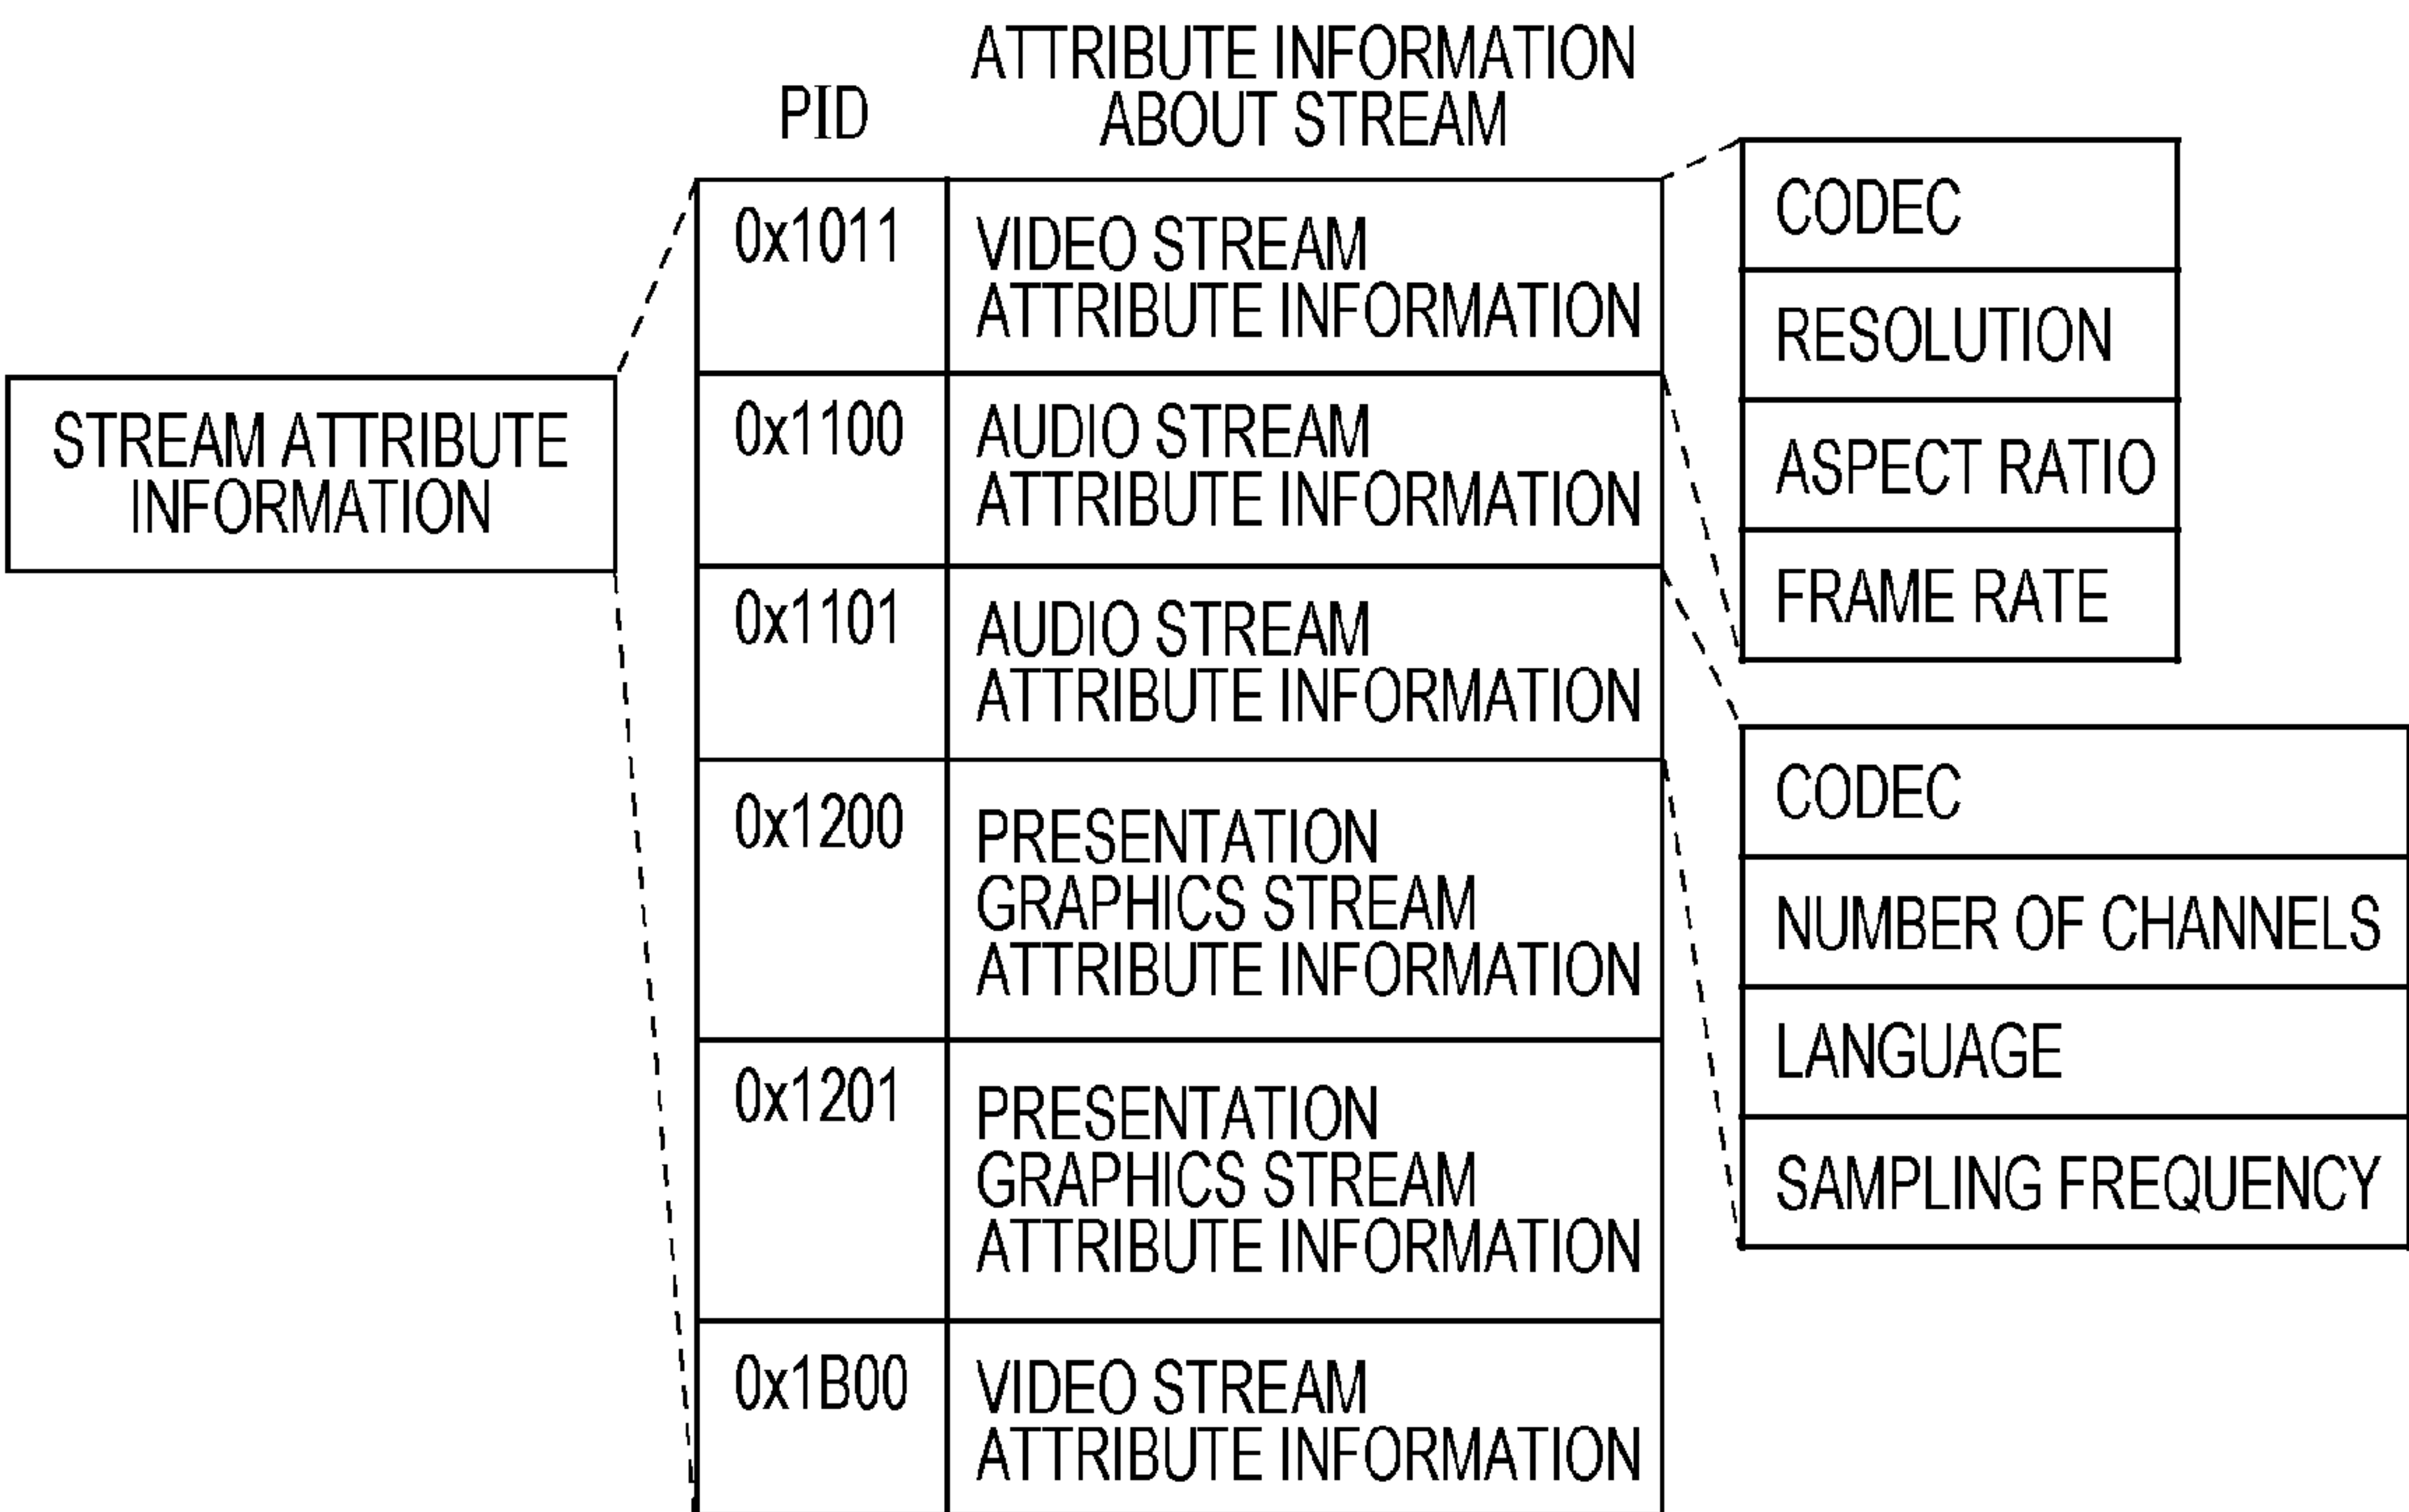 PID
ATTRIBUTE INFORMATION
ABOUT STREAM
STREAM ATTRIBUTE
INFORMATION
0x1011
VIDEO STREAM
ATTRIBUTE INFORMATION
0x1100
AUDIO STREAM
ATTRIBUTE INFORMATION
0x1101
AUDIO STREAM
ATTRIBUTE INFORMATION
0x1200
PRESENTATION
GRAPHICS STREAM
ATTRIBUTE INFORMATION
0x1201
PRESENTATION
GRAPHICS STREAM
ATTRIBUTE INFORMATION
0x1B00
VIDEO STREAM
ATTRIBUTE INFORMATION
CODEC
RESOLUTION
ASPECT RATIO
FRAME RATE
CODEC
NUMBER OF CHANNELS
LANGUAGE
SAMPLING FREQUENCY